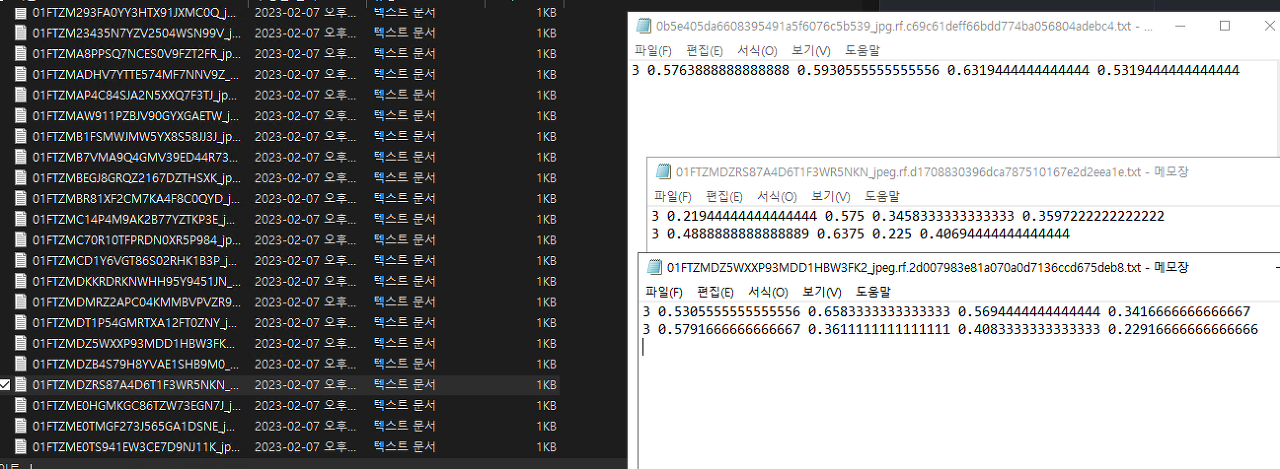 01FTZM293FA0YY3HTX91JXMC0Q_j... 2023-02-07 오후... 텍스트 문서 1KB
01FTZM23435N7YZV2504WSN99V_j... 2023-02-07 오후... 텍스트 문서 1KB
01FTZMA8PPSQ7NCES0V9FZT2FR_jp... 2023-02-07 오후... 텍스트 문서 1KB
01FTZMADHV7YTTE574MF7NNV9Z_... 2023-02-07 오후... 텍스트 문서 1KB
01FTZMAP4C84SJA2N5XXQ7F3TJ_jp... 2023-02-07 오후... 텍스트 문서 1KB
01FTZMAW911PZBJV90GYXGAETW_j... 2023-02-07 오후... 텍스트 문서 1KB
01FTZMB1FSMWJMW5YX8S58JJ3J_jp... 2023-02-07 오후... 텍스트 문서 1KB
01FTZMB7VMA9Q4GMV39ED44R73... 2023-02-07 오후... 텍스트 문서 1KB
01FTZMBEGJ8GRQZ2167DZTHSXK_jp... 2023-02-07 오후... 텍스트 문서 1KB
01FTZMBR81XF2CM7KA4F8C0QYD_j... 2023-02-07 오후... 텍스트 문서 1KB
01FTZMC14P4M9AK2B77YZTKP3E_j... 2023-02-07 오후... 텍스트 문서 1KB
01FTZMC70R10TFPRDN0XR5P984_jp... 2023-02-07 오후... 텍스트 문서 1KB
01FTZMCD1Y6VGT86S02RHK1B3P_j... 2023-02-07 오후... 텍스트 문서 1KB
01FTZMDKKRDRKNWHH95Y9451JN_... 2023-02-07 오후... 텍스트 문서 1KB
01FTZMDMRZ2APC04KMMBVPVZR9... 2023-02-07 오후... 텍스트 문서 1KB
01FTZMDT1P54GMRTXA12FT0ZNY_j... 2023-02-07 오후... 텍스트 문서 1KB
01FTZMDZ5WXXP93MDD1HBW3FK... 2023-02-07 오후... 텍스트 문서 1KB
01FTZMDZB4S79H8YVAE1SHB9M0_... 2023-02-07 오후... 텍스트 문서 1KB
01FTZMDZRS87A4D6T1F3WR5NKN_... 2023-02-07 오후... 텍스트 문서 1KB
01FTZME0HGMKGC86TZW73EGN7J_j... 2023-02-07 오후... 텍스트 문서 1KB
01FTZME0TMGF273J565GA1DSNE_j... 2023-02-07 오후... 텍스트 문서 1KB
01FTZME0TS941EW3CE7D9NJ11K_jp... 2023-02-07 오후... 텍스트 문서 1KB
0b5e405da6608395491a5f6076c5b539_jpg.rf.c69c61deff66bdd774ba056804adebc4.txt - ...
파일(F) 편집(E) 서식(O) 보기(V) 도움말
3 0.5763888888888888 0.5930555555555556 0.6319444444444444 0.5319444444444444
01FTZMDZRS87A4D6T1F3WR5NKN_jpeg.rf.d1708830396dca787510167e2d2eea1e.txt - 메모장
파일(F) 편집(E) 서식(O) 보기(V) 도움말
3 0.21944444444444444 0.575 0.3458333333333333 0.3597222222222222
3 0.4888888888888889 0.6375 0.225 0.40694444444444444
01FTZMDZ5WXXP93MDD1HBW3FK2_jpeg.rf.2d007983e81a070a0d7136ccd675deb8.txt - 메모장
파일(F) 편집(E) 서식(O) 보기(V) 도움말
3 0.5305555555555556 0.6583333333333333 0.5694444444444444 0.3416666666666667
3 0.5791666666666667 0.3611111111111111 0.4083333333333333 0.22916666666666666